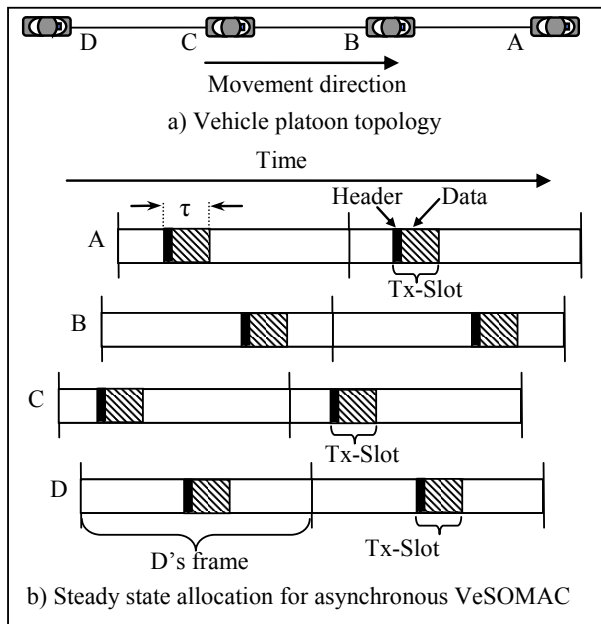 D C B A
Movement direction
a) Vehicle platoon topology
Time
τ Header Data
A
Tx-Slot
B
C
Tx-Slot
D
D’s frame Tx-Slot
b) Steady state allocation for asynchronous VeSOMAC